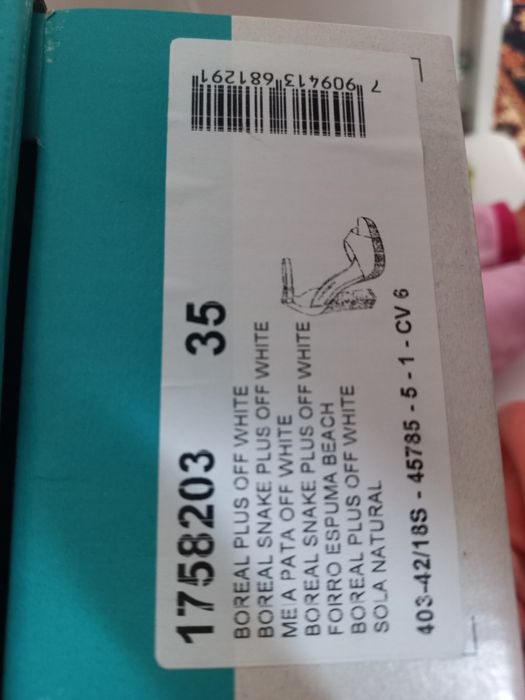 1758203 35
BOREAL PLUS OFF WHITE
BOREAL SNAKE PLUS OFF WHITE
MEIA PATA OFF WHITE
BOREAL SNAKE PLUS OFF WHITE
FORRO ESPUMA BEACH
BOREAL PLUS OFF WHITE
SOLA NATURAL
403-42/18S - 45785 - 5 - 1 - CV 6
7 909413 681291